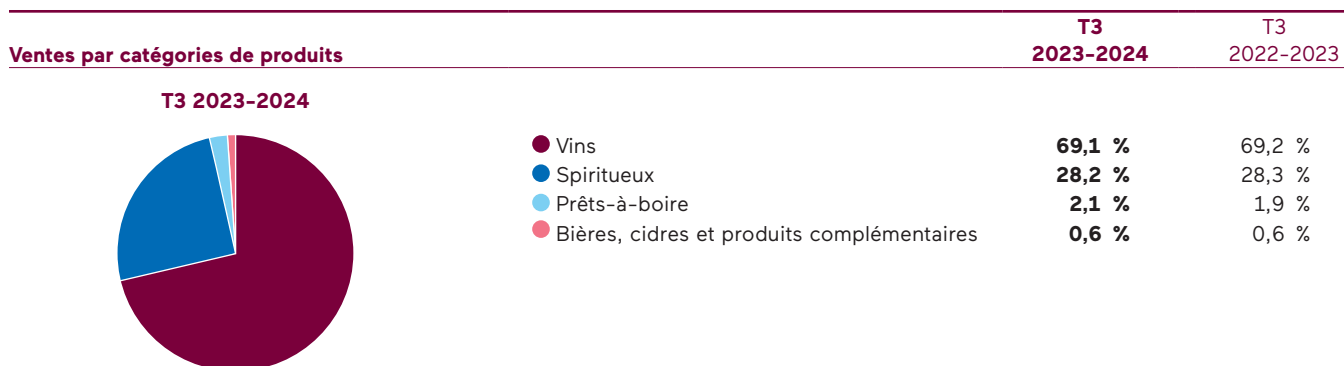 T3 T3
Ventes par catégories de produits 2023-2024 2022-2023
T3 2023-2024
Vins 69,1 % 69,2 %
Spiritueux 28,2 % 28,3 %
Prêts-à-boire 2,1 % 1,9 %
Bières, cidres et produits complémentaires 0,6 % 0,6 %